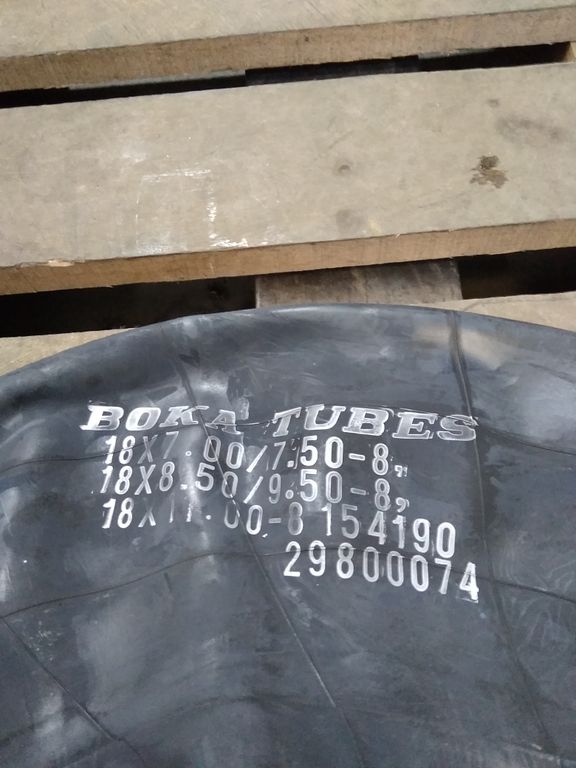 BOKA TUBES
18X7.00/7.50-8,,
18X8.50/9.50-8,,
18X11.00-8 154190
29800074